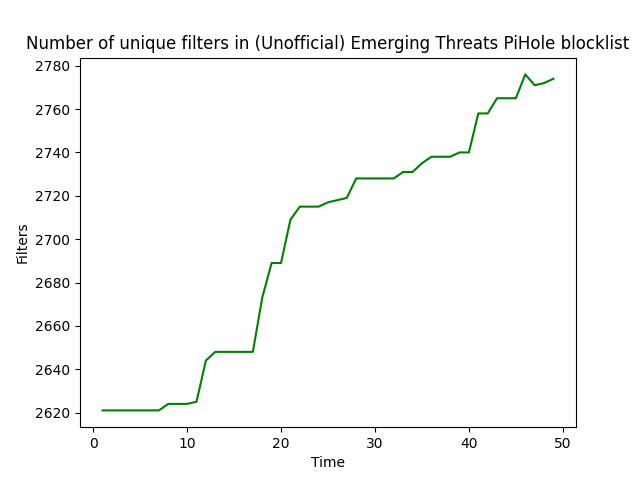 Number of unique filters in (Unofficial) Emerging Threats PiHole blocklist
2780
2760
2740
2720
2700
2680
2660
2640
2620
Filters
0 10 20 30 40 50
Time